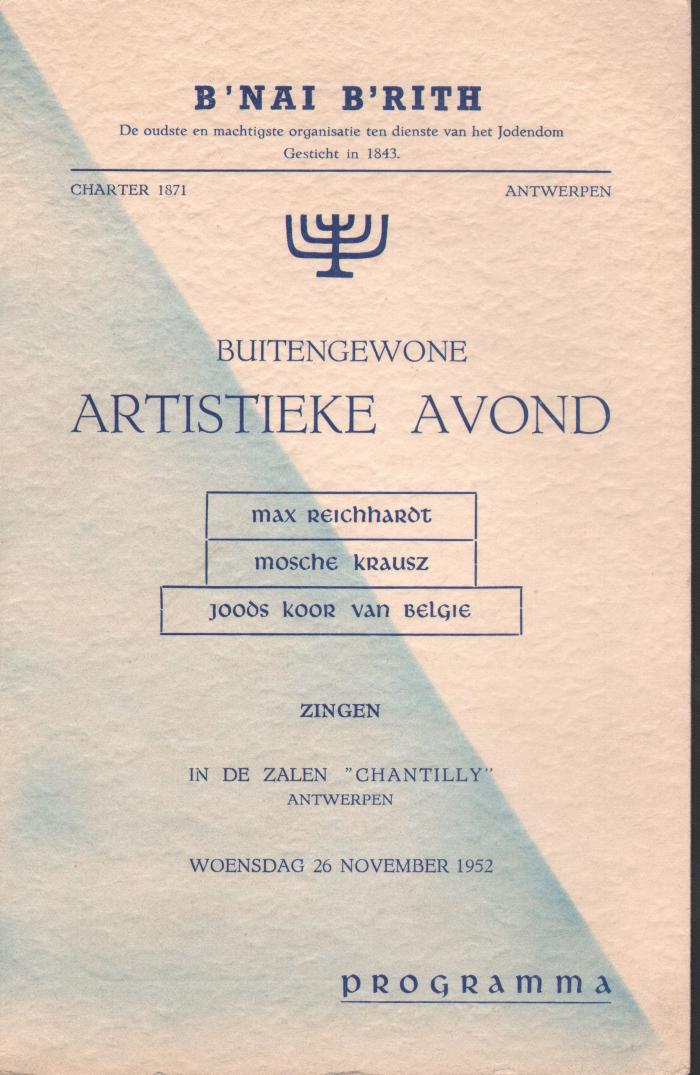 B'NAI B'RITH
De oudste en machtigste organisatie ten dienste van het Jodendom
Gesticht in 1843.
CHARTER 1871 ANTWERPEN
BUITENGEWONE
ARTISTIEKE AVOND
max Reichhardt
mosche krausz
joods koor van Belgie
ZINGEN
IN DE ZALEN "CHANTILLY"
ANTWERPEN
WOENSDAG 26 NOVEMBER 1952
programma